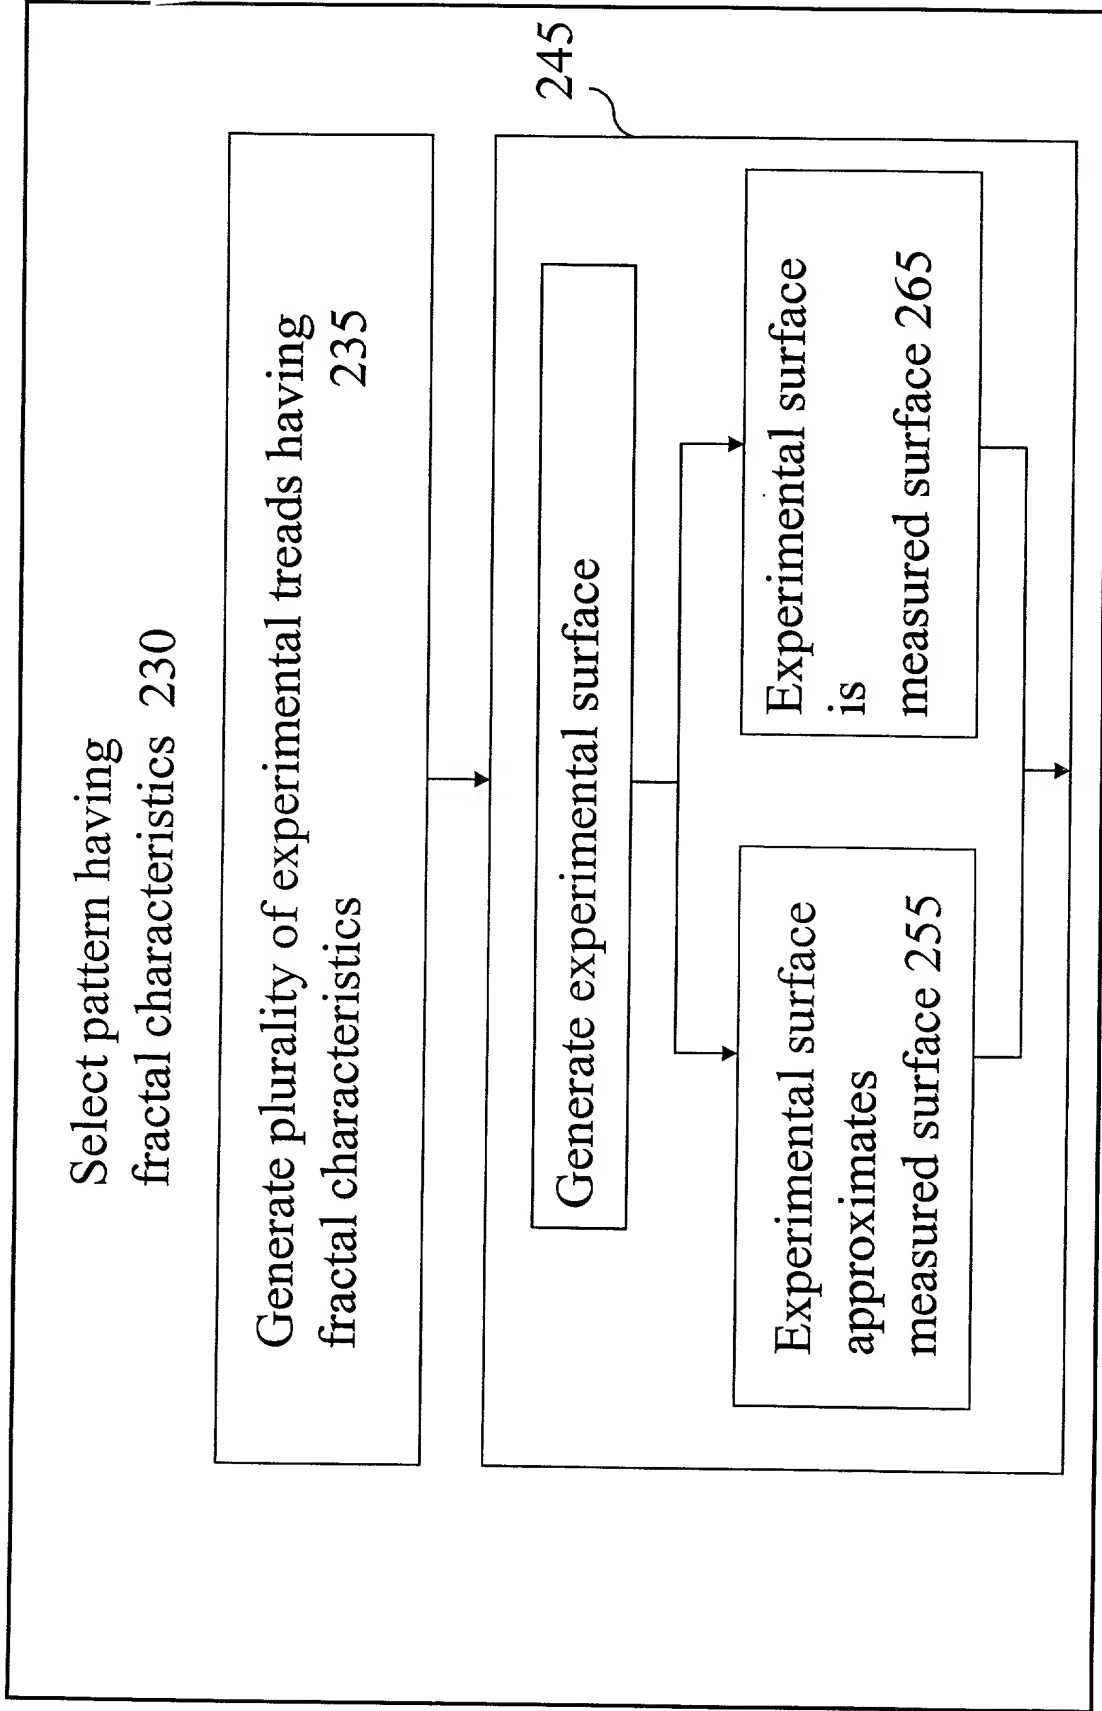 Select pattern having
fractal characteristics 230
Generate plurality of experimental treads having
fractal characteristics 235
245
Generate experimental surface
Experimental surface
approximates
measured surface 255
Experimental surface
is
measured surface 265